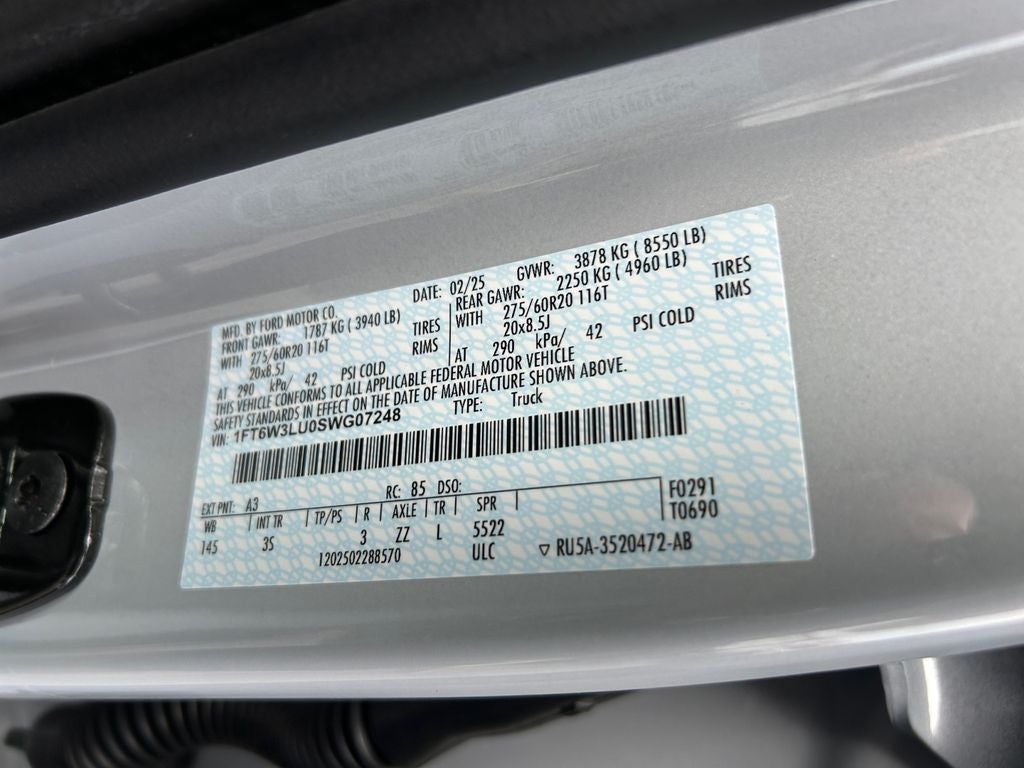 MFD. BY FORD MOTOR CO.
DATE: 02/25 GVWR: 3878 KG ( 8550 LB)
FRONT GAWR: 1787 KG ( 3940 LB)
REAR GAWR: 2250 KG ( 4960 LB)
WITH 275/60R20 116T TIRES
WITH 275/60R20 116T TIRES
20x8.5J RIMS
20x8.5J RIMS
AT 290 kPa/ 42 PSI COLD
AT 290 kPa/ 42 PSI COLD
THIS VEHICLE CONFORMS TO ALL APPLICABLE FEDERAL MOTOR VEHICLE
SAFETY STANDARDS IN EFFECT ON THE DATE OF MANUFACTURE SHOWN ABOVE.
VIN: 1FT6W3LU0SWG07248 TYPE: Truck
EXT PNT: A3 RC: 85 DSO:
WB INT TR TP/PS R AXLE TR SPR F0291
145 3S 3 ZZ L 5522 T0690
1202502288570 ULC ▽ RU5A-3520472-AB